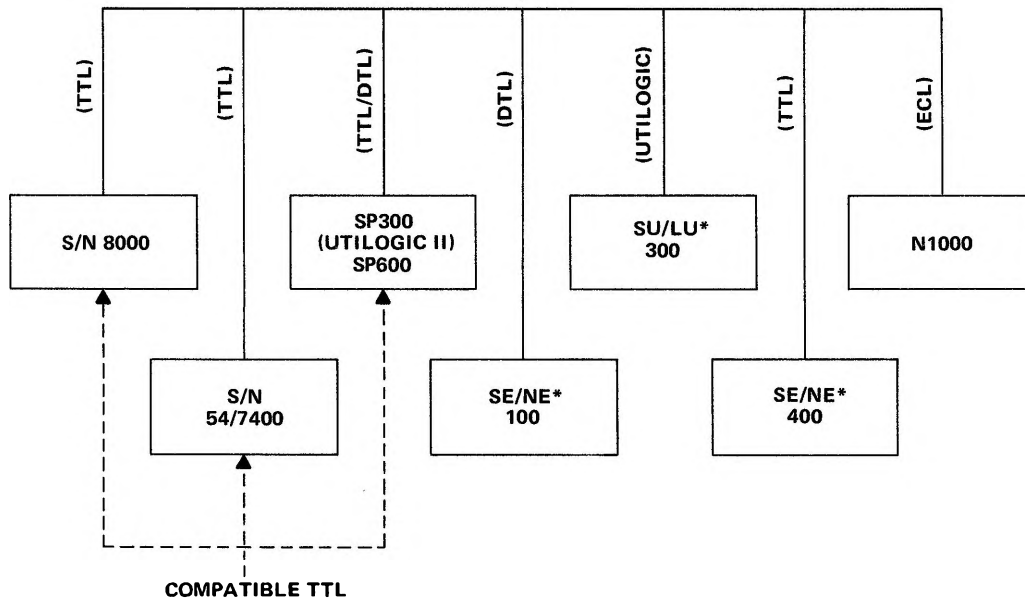 (TTL)
(TTL)
(TTL/DTL)
(DTL)
(UTILOGIC)
(TTL)
(ECL)
S/N 8000
SP300
(UTILOGIC II)
SP600
SU/LU*
300
N1000
S/N
54/7400
SE/NE*
100
SE/NE*
400
COMPATIBLE TTL